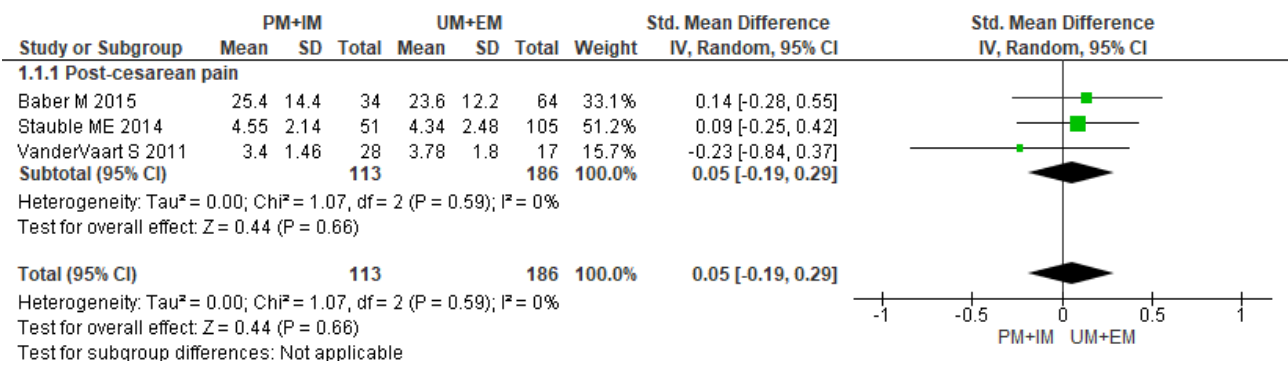 PM+IM UM+EM Std. Mean Difference Std. Mean Difference
Study or Subgroup Mean SD Total Mean SD Total Weight IV, Random, 95% CI IV, Random, 95% CI
1.1.1 Post-cesarean pain
Baber M 2015 25.4 14.4 34 23.6 12.2 64 33.1% 0.14 [-0.28, 0.55]
Stauble ME 2014 4.55 2.14 51 4.34 2.48 105 51.2% 0.09 [-0.25, 0.42]
VanderVaart S 2011 3.4 1.46 28 3.78 1.8 17 15.7% -0.23 [-0.84, 0.37]
Subtotal (95% CI) 113 186 100.0% 0.05 [-0.19, 0.29]
Heterogeneity: Tau² = 0.00; Chi² = 1.07, df = 2 (P = 0.59); I² = 0%
Test for overall effect: Z = 0.44 (P = 0.66)
Total (95% CI) 113 186 100.0% 0.05 [-0.19, 0.29]
Heterogeneity: Tau² = 0.00; Chi² = 1.07, df = 2 (P = 0.59); I² = 0%
Test for overall effect: Z = 0.44 (P = 0.66)
Test for subgroup differences: Not applicable
-1 -0.5 0 0.5 1
PM+IM UM+EM